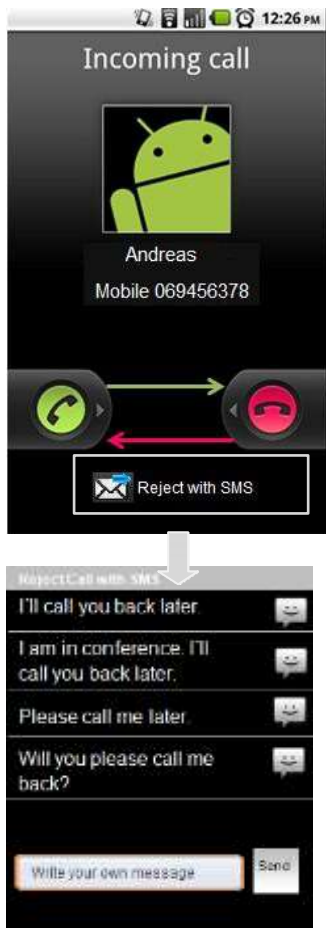 12:26 PM
Incoming call
Andreas
Mobile 069456378
Reject with SMS
Reject Call with SMS
I'll call you back later.
I am in conference. I'll
call you back later.
Please call me later.
Will you please call me
back?
Write your own message
Send